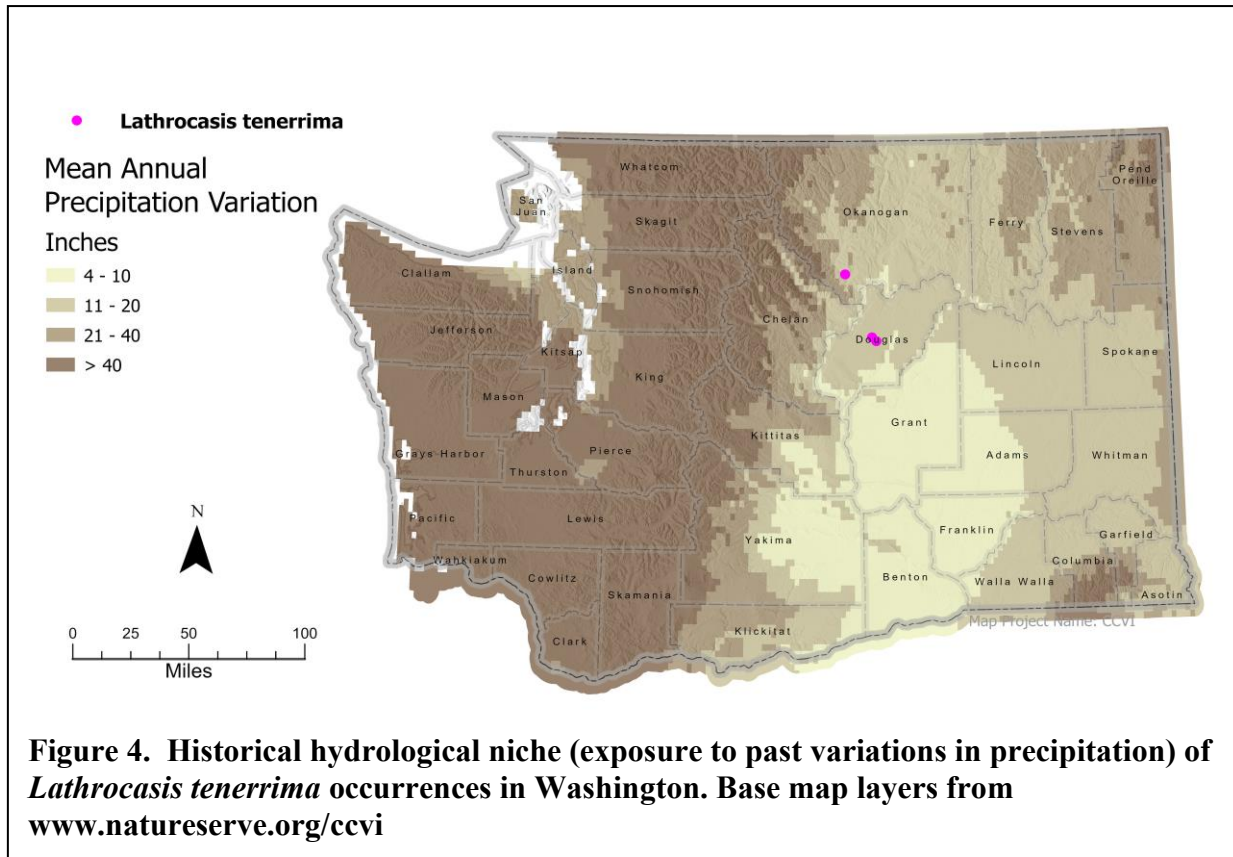 Lathrocasis tenerrima
Mean Annual
Precipitation Variation
Inches
4 - 10
11 - 20
21 - 40
> 40
N
0 25 50 100
Miles
Whatcom
San
Juan
Skagit
Island
Clallam
Snohomish
Jefferson
Kitsap
King
Mason
Grays Harbor
Thurston
Pierce
Pacific
Lewis
Wahkiakum
Cowlitz
Skamania
Clark
Okanogan
Ferry
Stevens
Pend
Oreille
Chelan
Douglas
Lincoln
Spokane
Grant
Kittitas
Adams
Whitman
Yakima
Franklin
Garfield
Benton
Columbia
Walla Walla
Asotin
Klickitat
Map Project Name: CCVI
Figure 4. Historical hydrological niche (exposure to past variations in precipitation) of
Lathrocasis tenerrima occurrences in Washington. Base map layers from
www.natureserve.org/ccvi